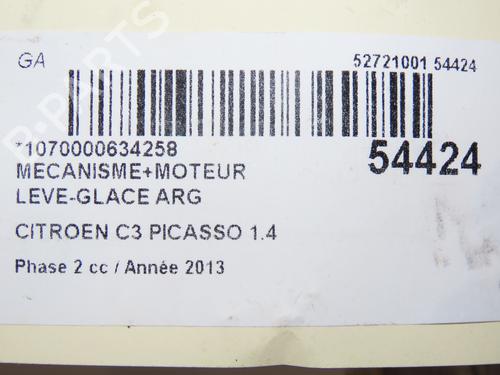 GA
52721001 54424
*1070000634258
54424
MECANISME+MOTEUR
LEVE-GLACE ARG
CITROEN C3 PICASSO 1.4
Phase 2 cc / Année 2013
B-PARTS